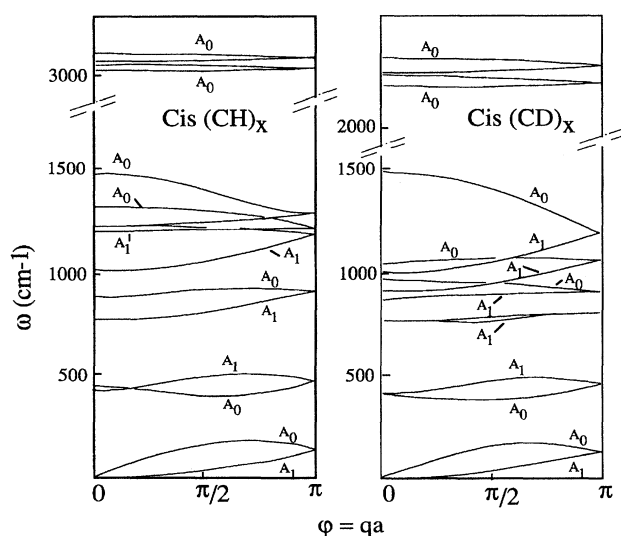 A₀
3000
A₀
Cis (CH)ₓ
1500
A₀
A₀
A₁
A₁
1000
A₀
A₁
500
A₁
A₀
A₀
A₁
0
π/2
π
A₀
A₀
2000
Cis (CD)ₓ
1500
A₀
A₀
A₁
1000
A₁
A₀
A₁
A₁
500
A₁
A₀
A₀
A₁
0
π/2
π
ω (cm-1)
φ = qa